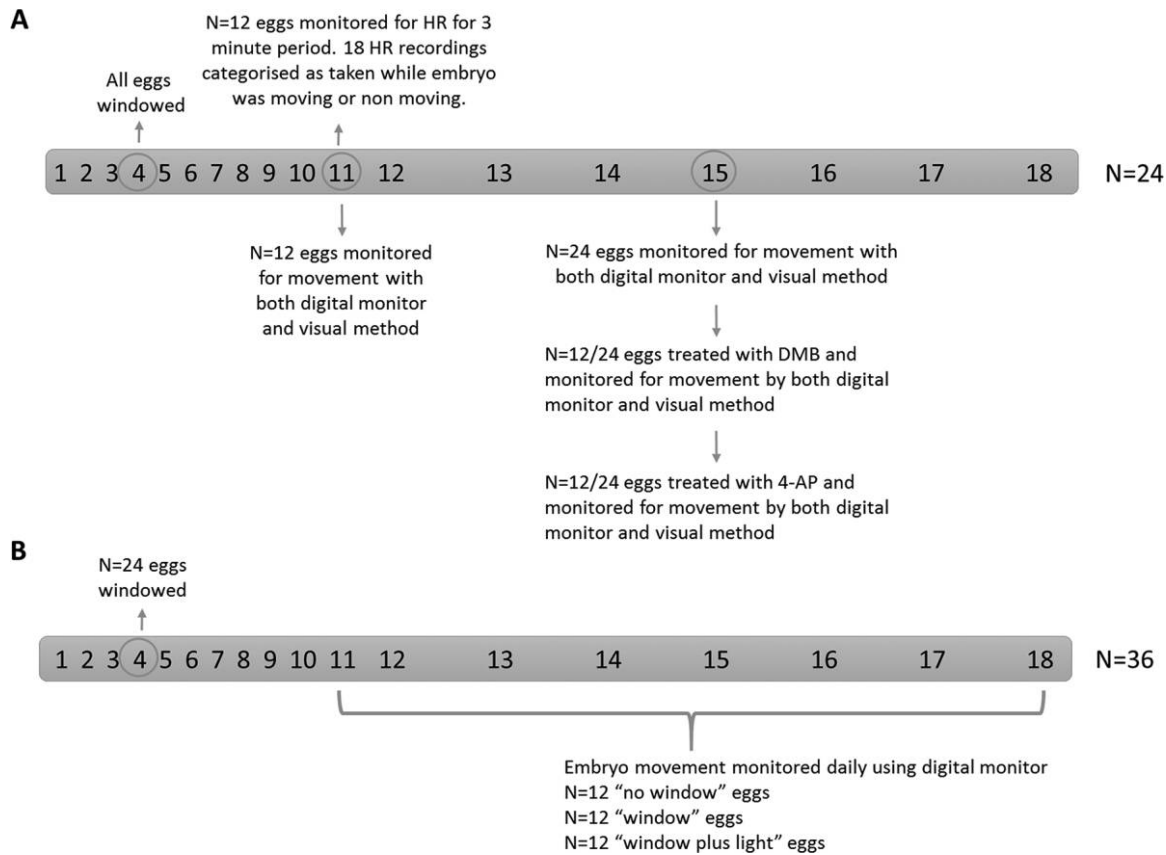 A
N=12 eggs monitored for HR for 3
minute period. 18 HR recordings
categorised as taken while embryo
was moving or non moving.
All eggs
windowed
1 2 3 4 5 6 7 8 9 10 11 12 13 14 15 16 17 18 N=24
N=12 eggs monitored
for movement with
both digital monitor
and visual method
N=24 eggs monitored for movement with
both digital monitor and visual method
N=12/24 eggs treated with DMB and
monitored for movement by both digital
monitor and visual method
N=12/24 eggs treated with 4-AP and
monitored for movement by both digital
monitor and visual method
B
N=24 eggs
windowed
1 2 3 4 5 6 7 8 9 10 11 12 13 14 15 16 17 18 N=36
Embryo movement monitored daily using digital monitor
N=12 “no window” eggs
N=12 “window” eggs
N=12 “window plus light” eggs